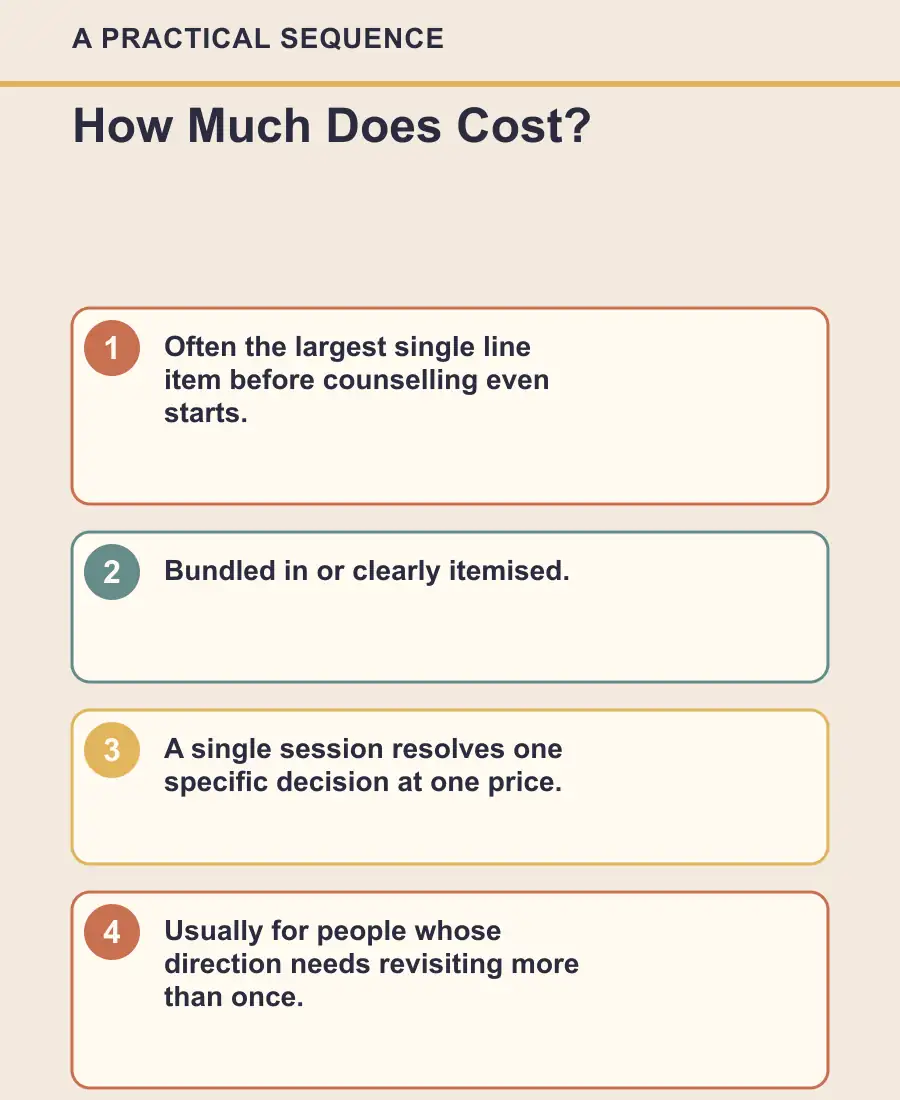 A PRACTICAL SEQUENCE
How Much Does Cost?
1
Often the largest single line
item before counselling even
starts.
2
Bundled in or clearly itemised.
3
A single session resolves one
specific decision at one price.
4
Usually for people whose
direction needs revisiting more
than once.